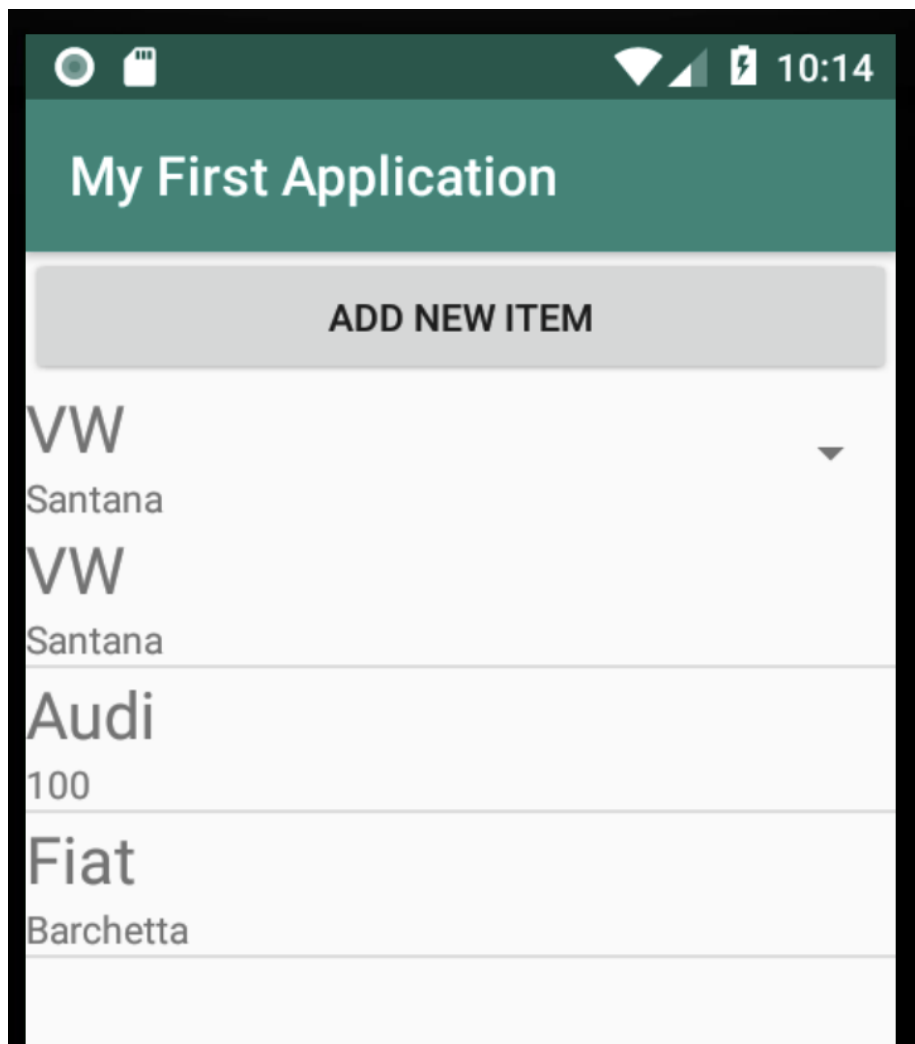 10:14
My First Application
ADD NEW ITEM
VW
Santana
VW
Santana
Audi
100
Fiat
Barchetta